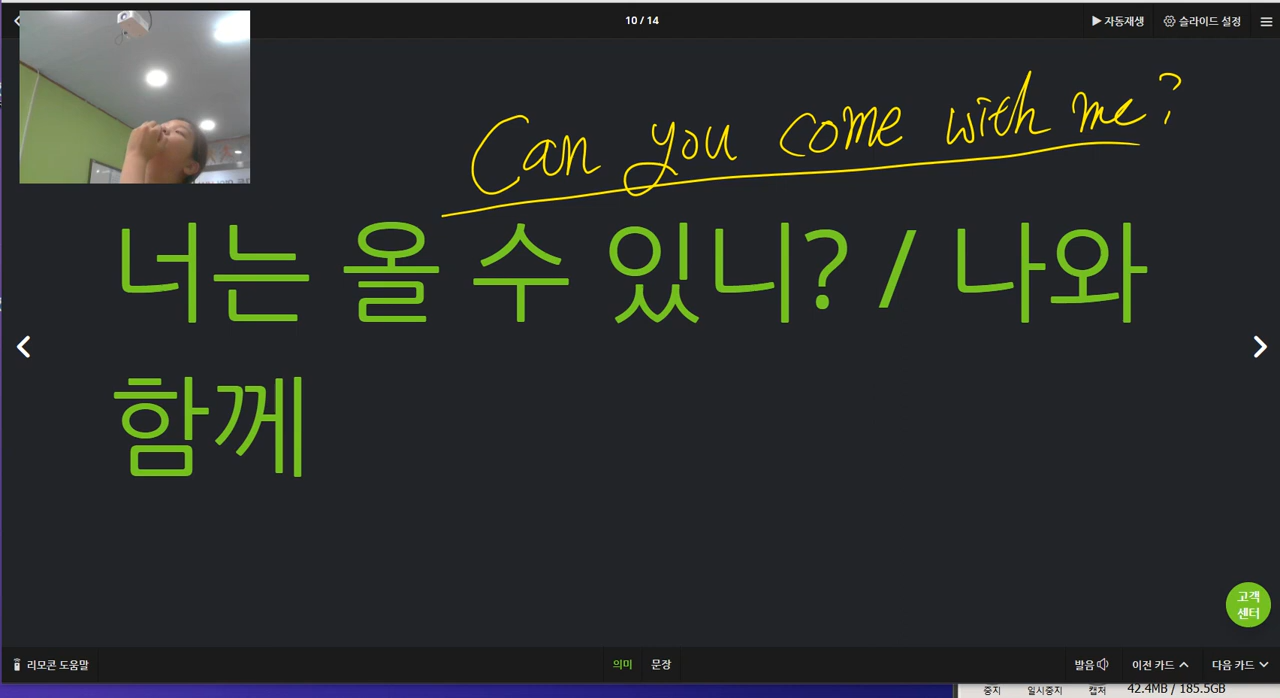 10 / 14
▶ 자동재생
슬라이드 설정
Can you come with me?
너는 올 수 있니? / 나와
함께
고객
센터
리모콘 도움말
의미
문장
발음
이전 카드
다음 카드
중지
일시중지
캡처
42.4MB / 185.5GB